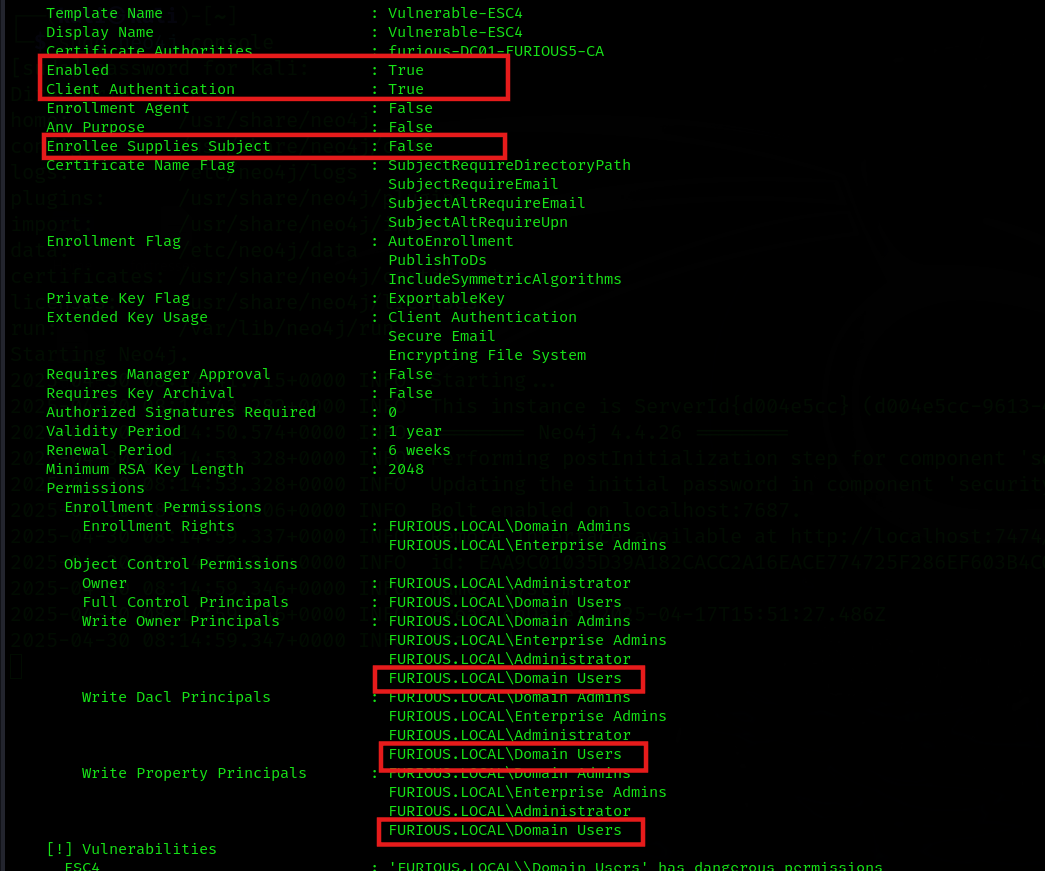 Template Name : Vulnerable-ESC4
Display Name : Vulnerable-ESC4
Certificate Authorities : furious-DC01-FURIOUS5-CA
Enabled : True
Client Authentication : True
Enrollment Agent : False
Any Purpose : False
Enrollee Supplies Subject : False
Certificate Name Flag : SubjectRequireDirectoryPath
SubjectRequireEmail
SubjectAltRequireEmail
SubjectAltRequireUpn
Enrollment Flag : AutoEnrollment
PublishToDs
IncludeSymmetricAlgorithms
Private Key Flag : ExportableKey
Extended Key Usage : Client Authentication
Secure Email
Encrypting File System
Requires Manager Approval : False
Requires Key Archival : False
Authorized Signatures Required : 0
Validity Period : 1 year
Renewal Period : 6 weeks
Minimum RSA Key Length : 2048
Permissions
Enrollment Permissions
Enrollment Rights : FURIOUS.LOCAL\Domain Admins
FURIOUS.LOCAL\Enterprise Admins
Object Control Permissions
Owner : FURIOUS.LOCAL\Administrator
Full Control Principals : FURIOUS.LOCAL\Domain Users
Write Owner Principals : FURIOUS.LOCAL\Domain Admins
FURIOUS.LOCAL\Enterprise Admins
FURIOUS.LOCAL\Administrator
FURIOUS.LOCAL\Domain Users
Write Dacl Principals : FURIOUS.LOCAL\Domain Admins
FURIOUS.LOCAL\Enterprise Admins
FURIOUS.LOCAL\Administrator
FURIOUS.LOCAL\Domain Users
Write Property Principals : FURIOUS.LOCAL\Domain Admins
FURIOUS.LOCAL\Enterprise Admins
FURIOUS.LOCAL\Administrator
FURIOUS.LOCAL\Domain Users
[!] Vulnerabilities
ESC4 : 'FURIOUS.LOCAL\\Domain Users' has dangerous permissions